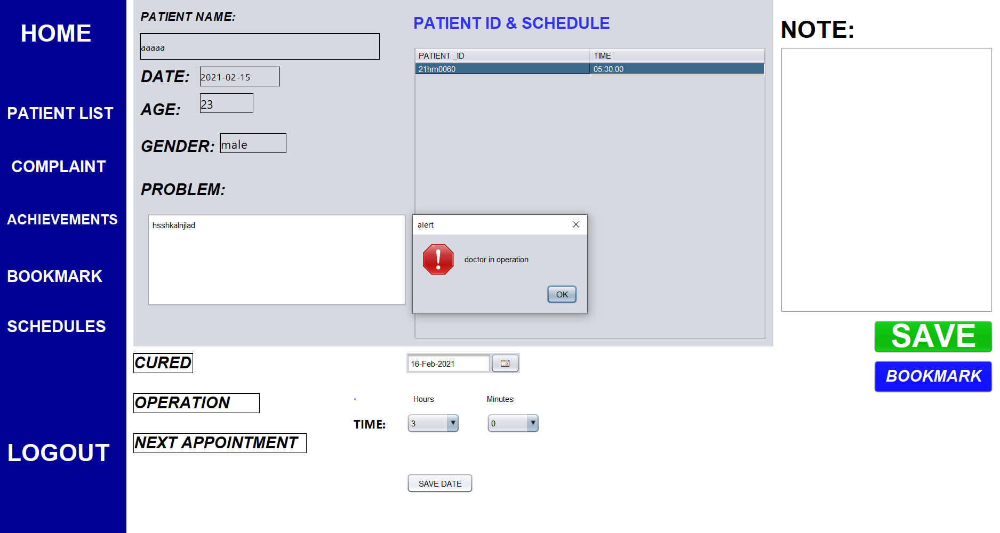 HOME
PATIENT LIST
COMPLAINT
ACHIEVEMENTS
BOOKMARK
SCHEDULES
LOGOUT
PATIENT NAME:
aaaaa
DATE: 2021-02-15
AGE: 23
GENDER: male
PROBLEM:
hsshkalnjlad
PATIENT ID & SCHEDULE
PATIENT _ID TIME
21hm0060 05:30:00
alert
doctor in operation
OK
NOTE:
SAVE
BOOKMARK
CURED
OPERATION
NEXT APPOINTMENT
16-Feb-2021
Hours Minutes
TIME: 3 0
SAVE DATE